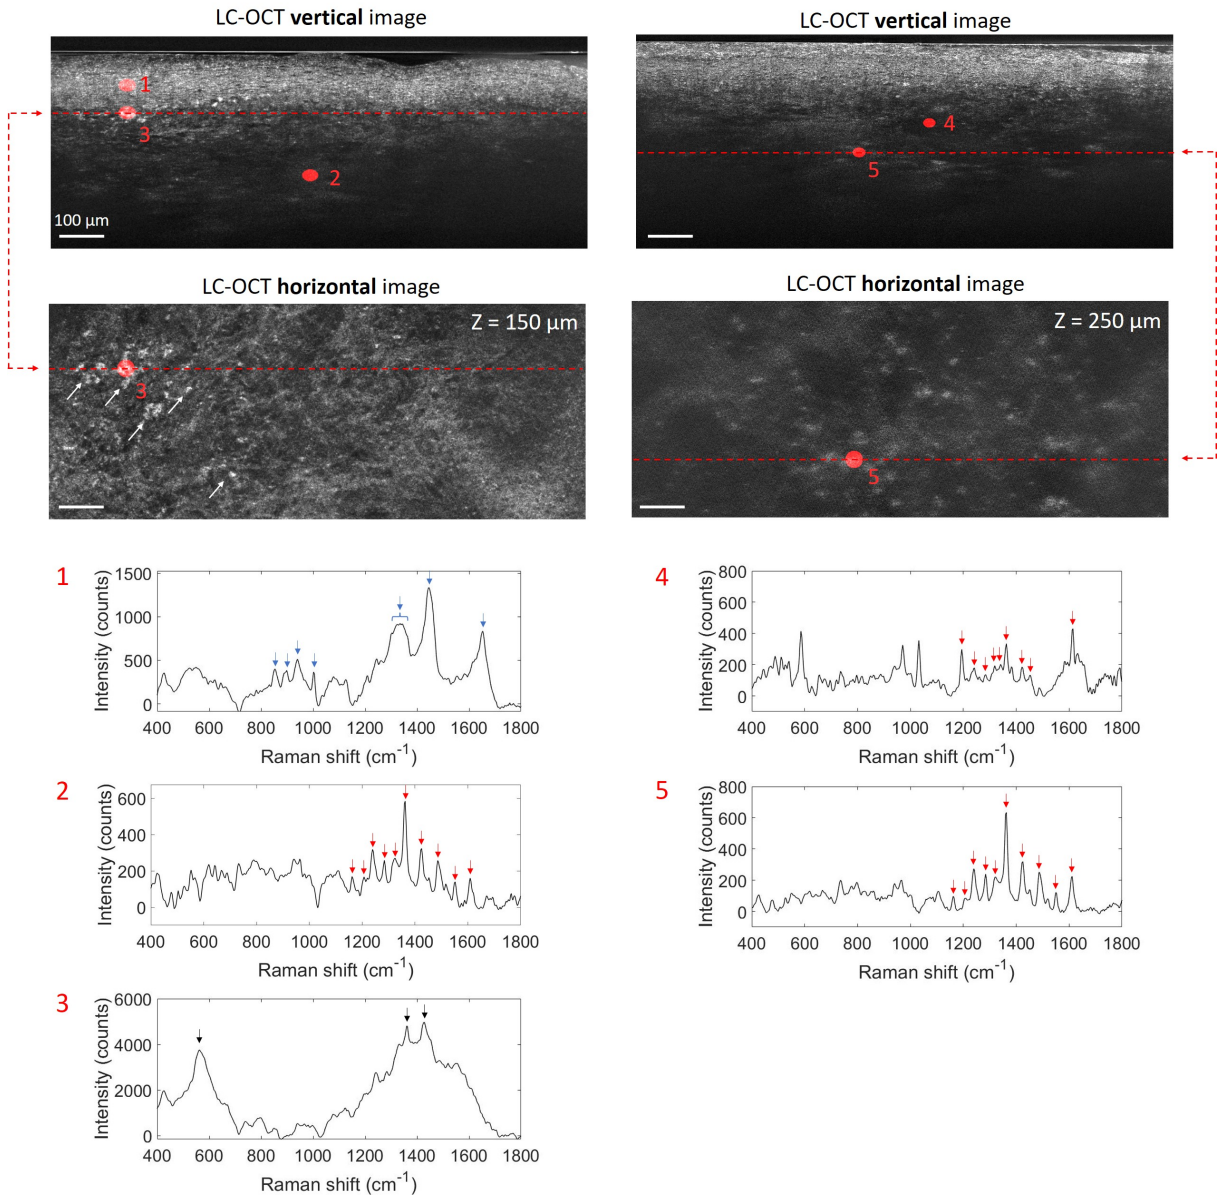 LC-OCT vertical image
1
3
2
100 µm
LC-OCT vertical image
4
5
LC-OCT horizontal image
Z = 150 µm
3
LC-OCT horizontal image
Z = 250 µm
5
1
Intensity (counts)
1500
1000
500
0
400 600 800 1000 1200 1400 1600 1800
Raman shift (cm⁻¹)
4
Intensity (counts)
800
600
400
200
0
400 600 800 1000 1200 1400 1600 1800
Raman shift (cm⁻¹)
2
Intensity (counts)
600
400
200
0
400 600 800 1000 1200 1400 1600 1800
Raman shift (cm⁻¹)
5
Intensity (counts)
800
600
400
200
0
400 600 800 1000 1200 1400 1600 1800
Raman shift (cm⁻¹)
3
Intensity (counts)
6000
4000
2000
0
400 600 800 1000 1200 1400 1600 1800
Raman shift (cm⁻¹)